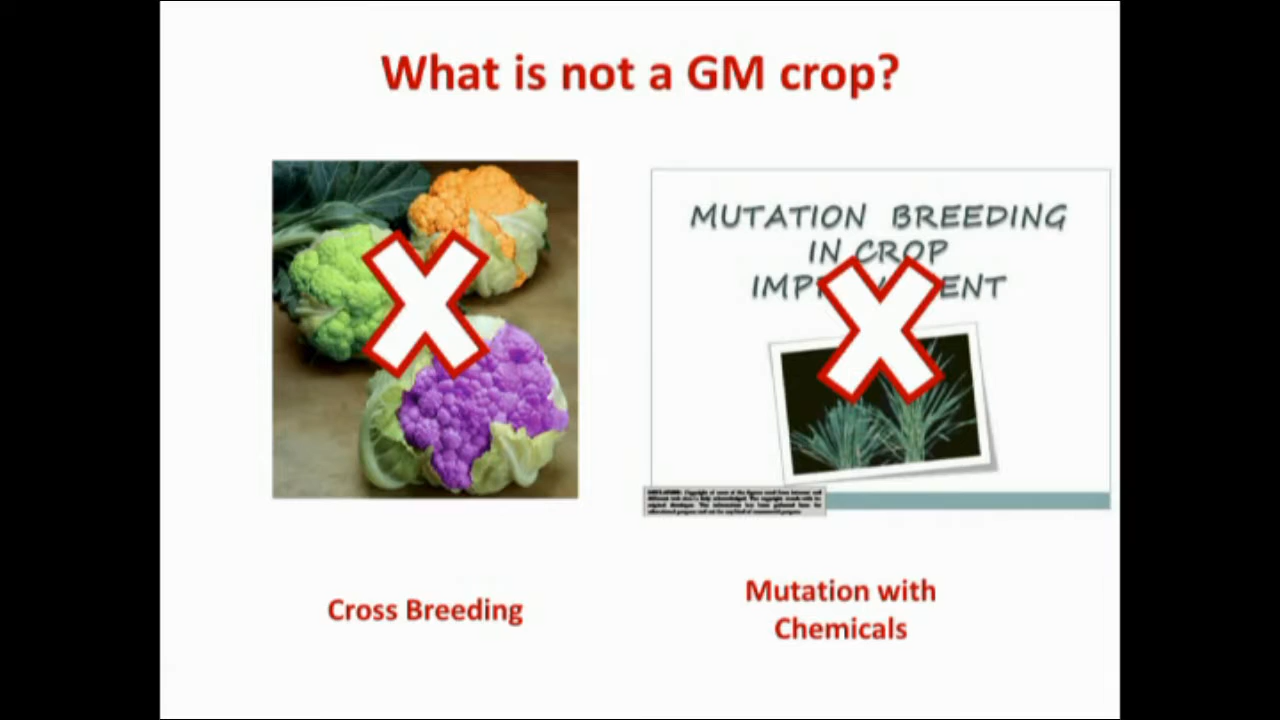 What is not a GM crop?
MUTATION BREEDING
IN CROP
Cross Breeding
Mutation with
Chemicals